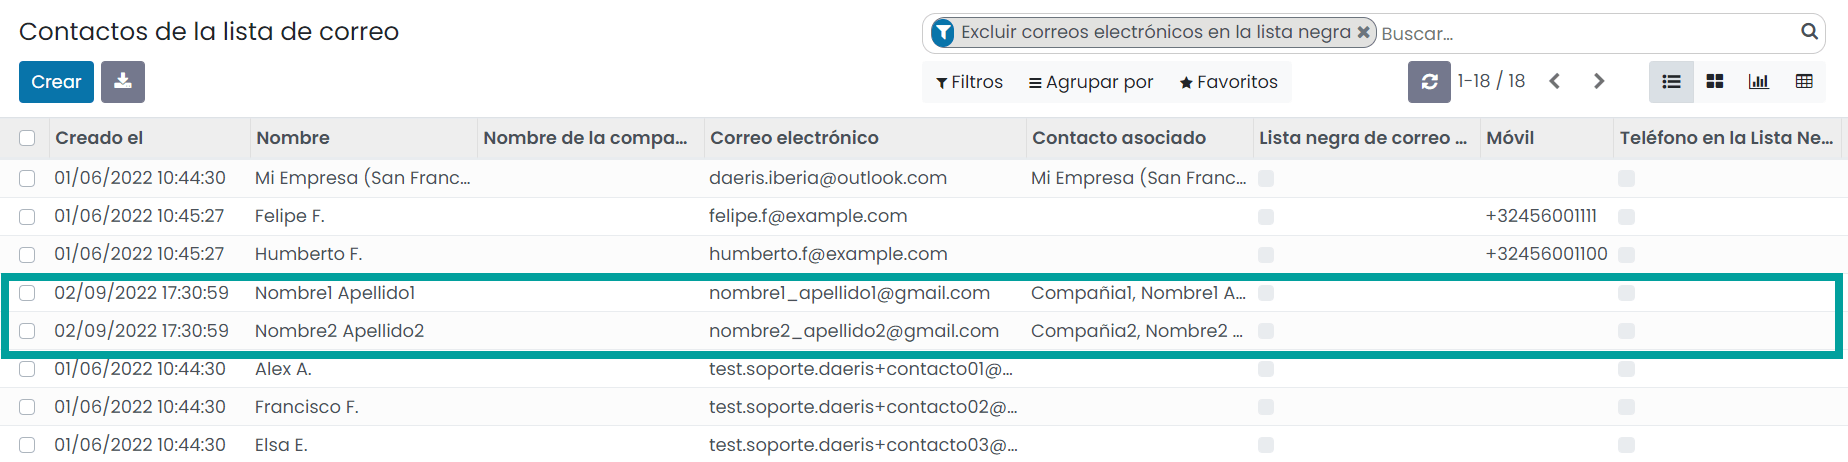 Contactos de la lista de correo
Excluir correos electrónicos en la lista negra Buscar...
Crear
Filtros Agrupar por Favoritos 1-18 / 18
Creado el Nombre Nombre de la compa... Correo electrónico Contacto asociado Lista negra de correo ... Móvil Teléfono en la Lista Ne...
01/06/2022 10:44:30 Mi Empresa (San Franc... daeris.iberia@outlook.com Mi Empresa (San Franc...
01/06/2022 10:45:27 Felipe F. felipe.f@example.com +32456001111
01/06/2022 10:45:27 Humberto F. humberto.f@example.com +32456001100
02/09/2022 17:30:59 Nombre1 Apellido1 nombre1_apellido1@gmail.com Compañia1, Nombre1 A...
02/09/2022 17:30:59 Nombre2 Apellido2 nombre2_apellido2@gmail.com Compañia2, Nombre2 ...
01/06/2022 10:44:30 Alex A. test.soporte.daeris+contacto01@...
01/06/2022 10:44:30 Francisco F. test.soporte.daeris+contacto02@...
01/06/2022 10:44:30 Elsa E. test.soporte.daeris+contacto03@...